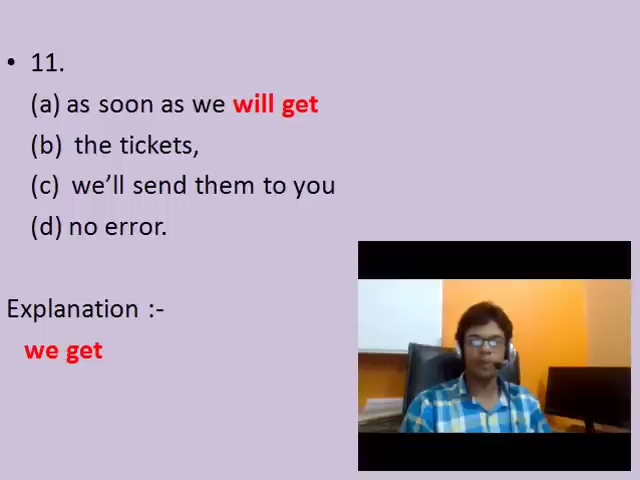 • 11.
(a) as soon as we will get
(b) the tickets,
(c) we'll send them to you
(d) no error.
Explanation :-
we get